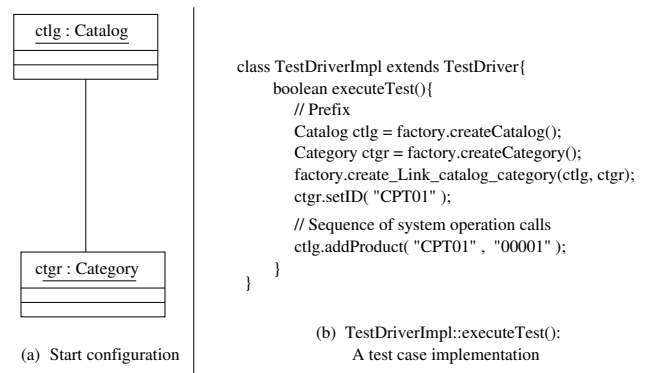 ctlg : Catalog
ctgr : Category
(a) Start configuration
class TestDriverImpl extends TestDriver{
boolean executeTest(){
// Prefix
Catalog ctlg = factory.createCatalog();
Category ctgr = factory.createCategory();
factory.create_Link_catalog_category(ctlg, ctgr);
ctgr.setID( "CPT01" );
// Sequence of system operation calls
ctlg.addProduct( "CPT01" , "00001" );
}
}
(b) TestDriverImpl::executeTest():
A test case implementation